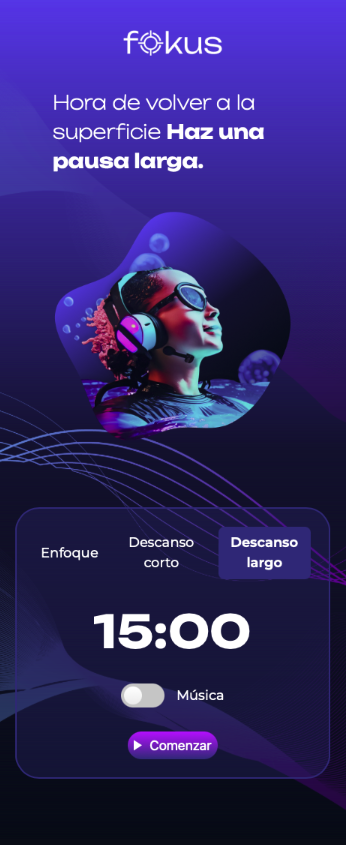 fokus
Hora de volver a la
superficie Haz una
pausa larga.
Enfoque
Descanso
corto
Descanso
largo
15:00
Música
Comenzar